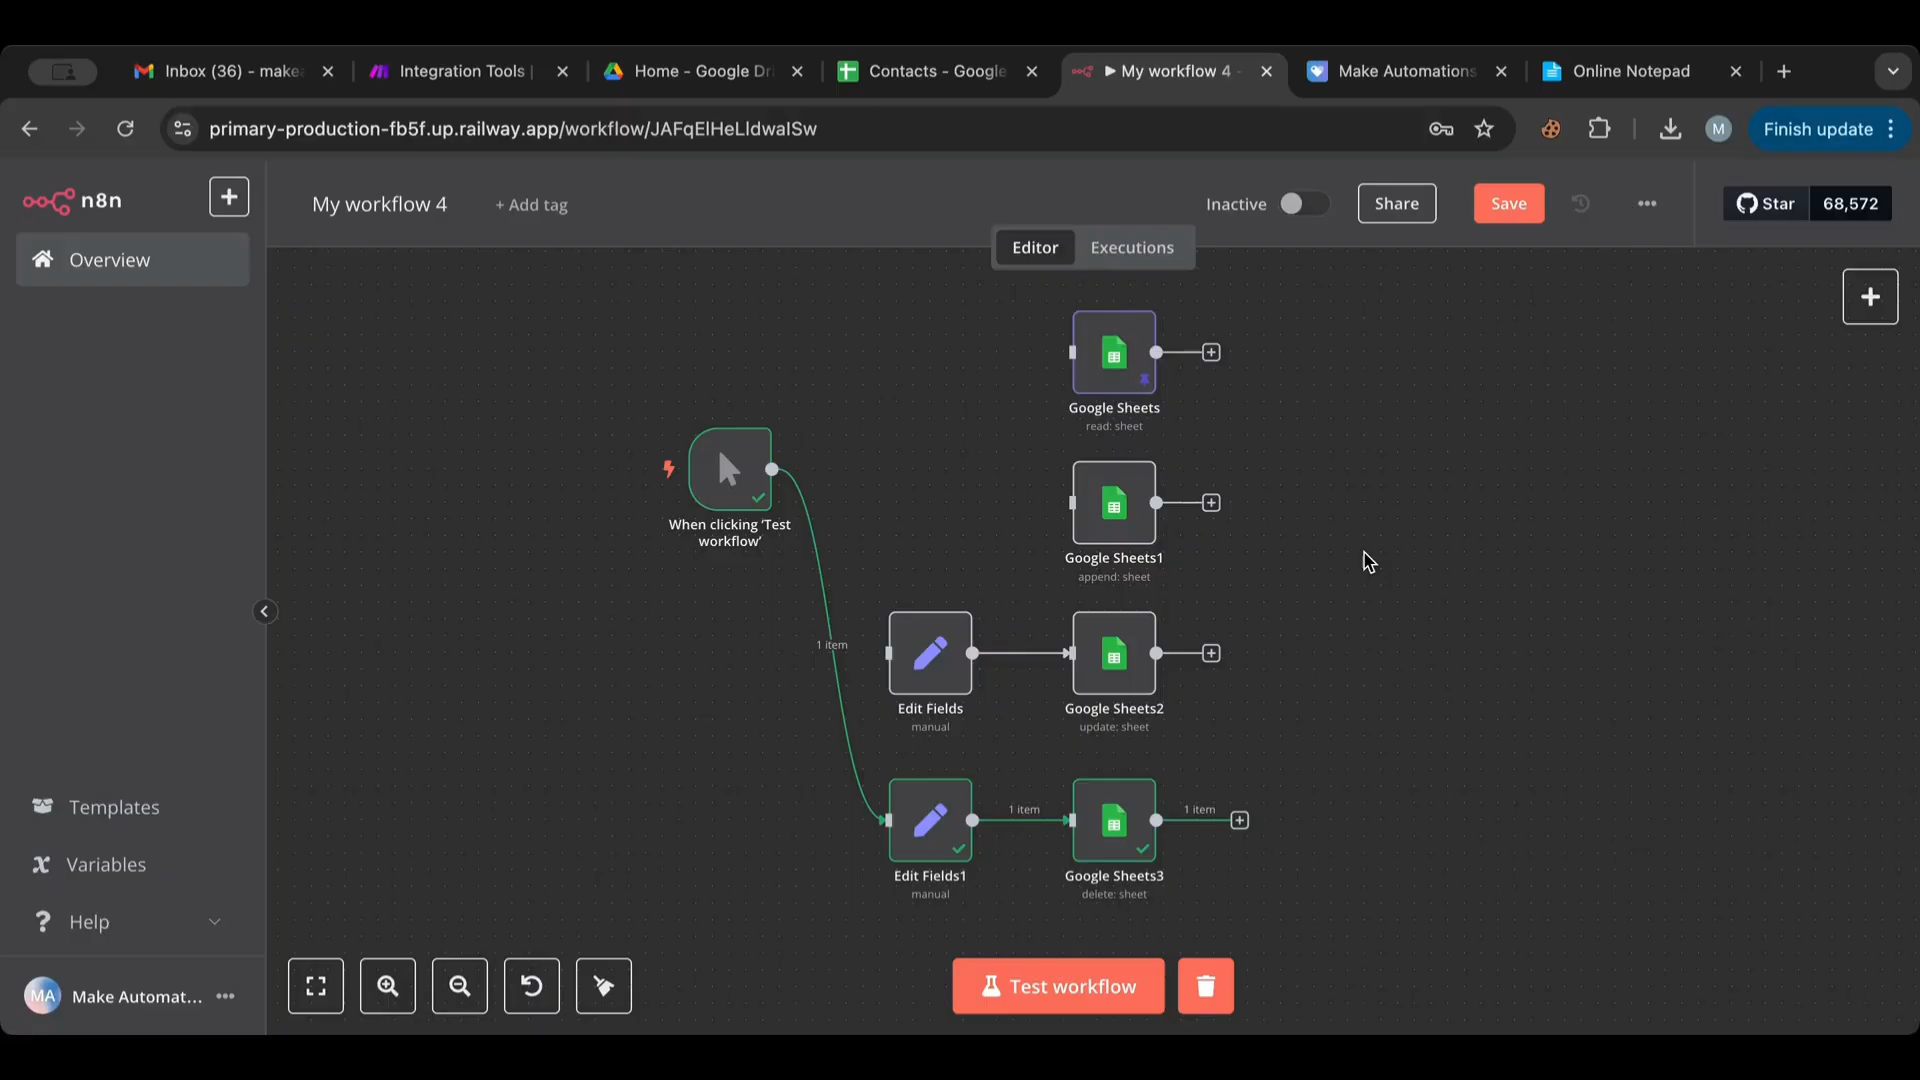 Inbox (36) - make
Integration Tools |
Home - Google Dri
Contacts - Google
▶ My workflow 4 -
Make Automations
Online Notepad
primary-production-fb5f.up.railway.app/workflow/
M
Finish update
n8n
My workflow 4
+ Add tag
Inactive
Share
Save
Star
68,572
Editor
Executions
Overview
Google Sheets
read: sheet
When clicking ‘Test
workflow’
Google Sheets1
append: sheet
1 item
Edit Fields
manual
Google Sheets2
update: sheet
1 item
1 item
Edit Fields1
manual
Google Sheets3
delete: sheet
Templates
Variables
Help
MA
Make Automat...
Test workflow